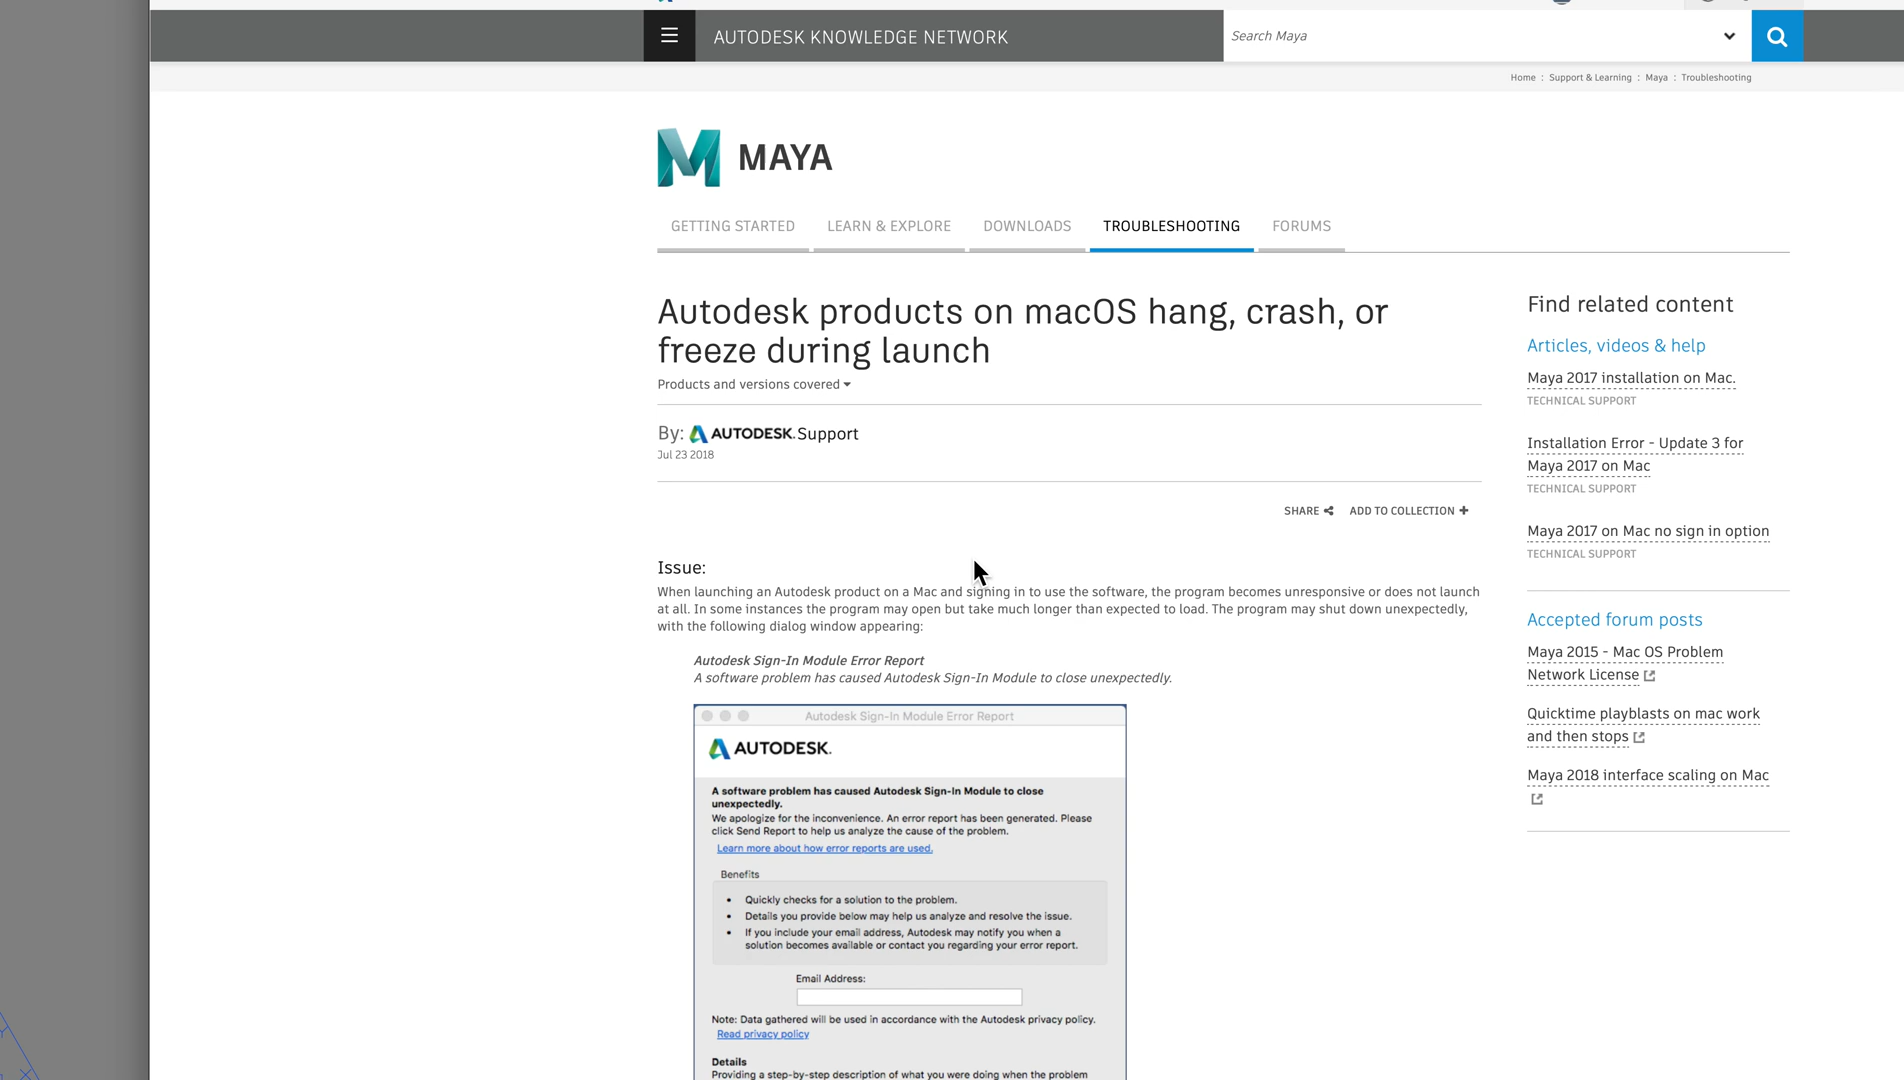 AUTODESK KNOWLEDGE NETWORK
Search Maya
Home : Support & Learning : Maya : Troubleshooting
MAYA
GETTING STARTED
LEARN & EXPLORE
DOWNLOADS
TROUBLESHOOTING
FORUMS
Autodesk products on macOS hang, crash, or
freeze during launch
Products and versions covered
By: AUTODESK. Support
Jul 23 2018
SHARE
ADD TO COLLECTION
Issue:
When launching an Autodesk product on a Mac and signing in to use the software, the program becomes unresponsive or does not launch
at all. In some instances the program may open but take much longer than expected to load. The program may shut down unexpectedly,
with the following dialog window appearing:
Autodesk Sign-In Module Error Report
A software problem has caused Autodesk Sign-In Module to close unexpectedly.
Autodesk Sign-In Module Error Report
AUTODESK.
A software problem has caused Autodesk Sign-In Module to close
unexpectedly.
We apologize for the inconvenience. An error report has been generated. Please
click Send Report to help us analyze the cause of the problem.
Learn more about how error reports are used.
Benefits
• Quickly checks for a solution to the problem.
• Details you provide below may help us analyze and resolve the issue.
• If you include your email address, Autodesk may notify you when a
solution becomes available or contact you regarding your error report.
Email Address:
Note: Data gathered will be used in accordance with the Autodesk privacy policy.
Read privacy policy
Details
Providing a step-by-step description of what you were doing when the problem
Find related content
Articles, videos & help
Maya 2017 installation on Mac.
TECHNICAL SUPPORT
Installation Error - Update 3 for
Maya 2017 on Mac
TECHNICAL SUPPORT
Maya 2017 on Mac no sign in option
TECHNICAL SUPPORT
Accepted forum posts
Maya 2015 - Mac OS Problem
Network License
Quicktime playblasts on mac work
and then stops
Maya 2018 interface scaling on Mac